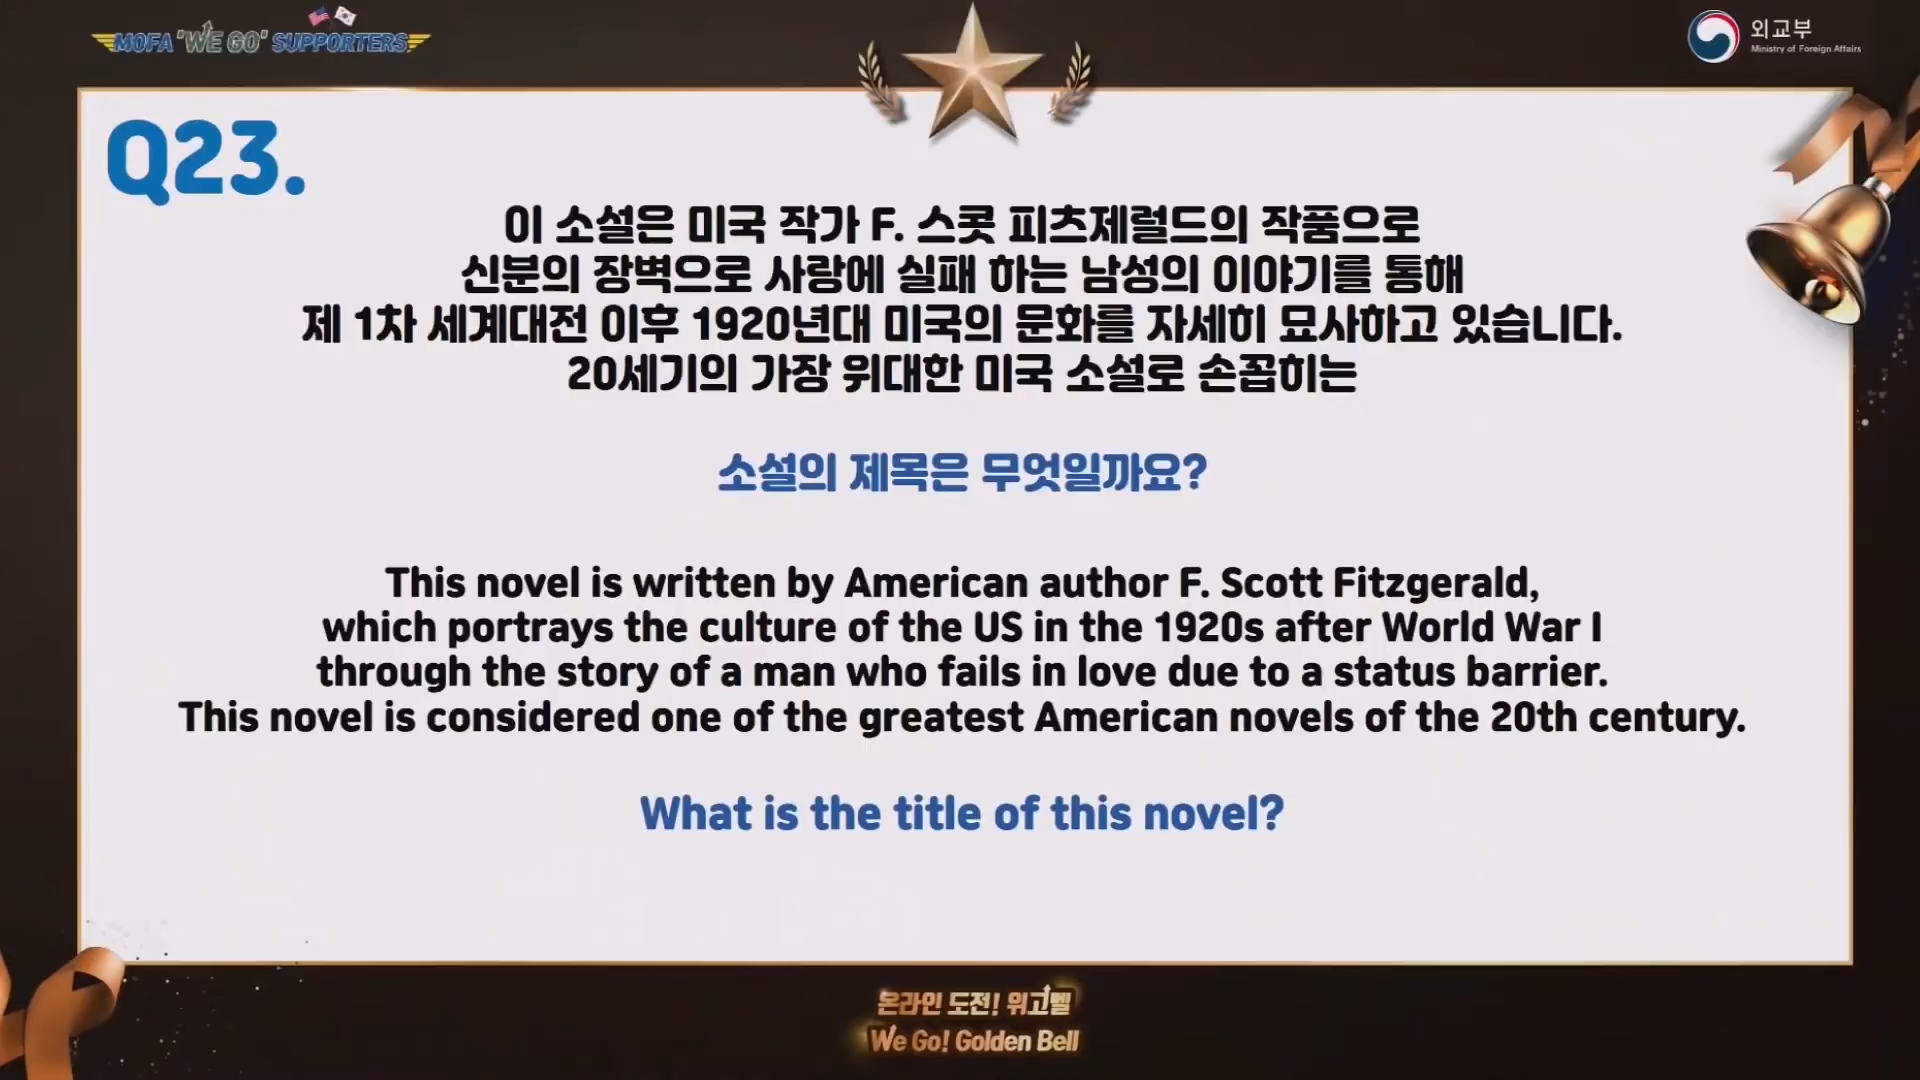 MOFA 'WE GO' SUPPORTERS
외교부
Ministry of Foreign Affairs
Q23.
이 소설은 미국 작가 F. 스콧 피츠제럴드의 작품으로
신분의 장벽으로 사랑에 실패 하는 남성의 이야기를 통해
제 1차 세계대전 이후 1920년대 미국의 문화를 자세히 묘사하고 있습니다.
20세기의 가장 위대한 미국 소설로 손꼽히는
소설의 제목은 무엇일까요?
This novel is written by American author F. Scott Fitzgerald,
which portrays the culture of the US in the 1920s after World War I
through the story of a man who fails in love due to a status barrier.
This novel is considered one of the greatest American novels of the 20th century.
What is the title of this novel?
온라인 도전! 위고벨
We Go! Golden Bell